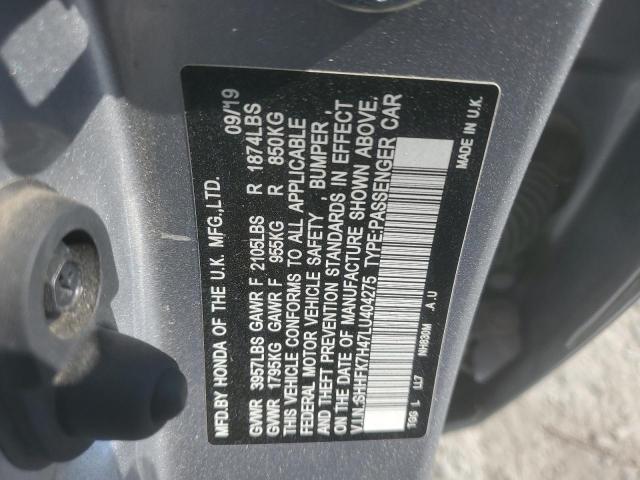 MFD.BY HONDA OF THE U.K. MFG.,LTD. 09/19
GVWR 3957LBS GAWR F 2105LBS R 1874LBS
GVWR 1795KG GAWR F 955KG R 850KG
THIS VEHICLE CONFORMS TO ALL APPLICABLE
FEDERAL MOTOR VEHICLE SAFETY , BUMPER ,
AND THEFT PREVENTION STANDARDS IN EFFECT
ON THE DATE OF MANUFACTURE SHOWN ABOVE.
V.I.N.:SHHFK7H47LU404275 TYPE:PASSENGER CAR
TGG L LL7 NH830M .A.U MADE IN U.K.